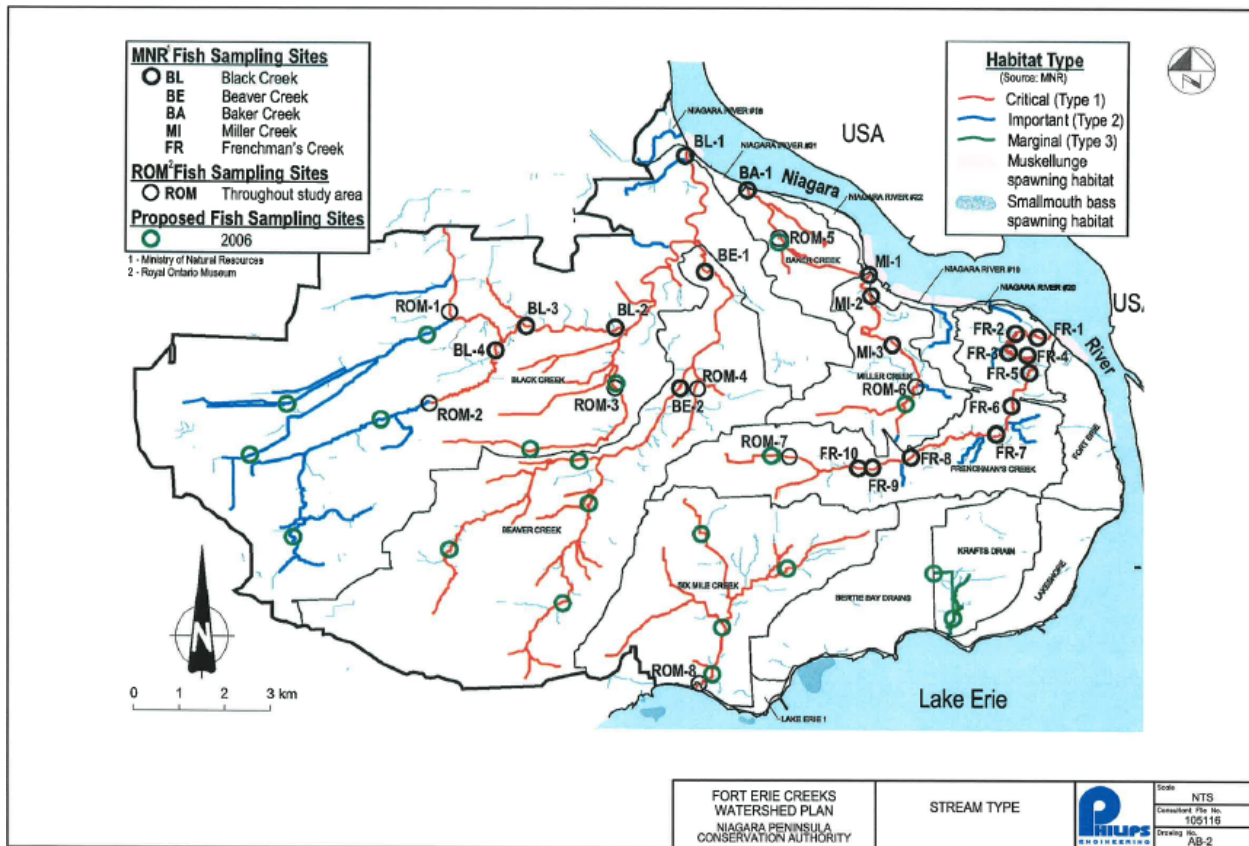 MNR¹ Fish Sampling Sites
BL Black Creek
BE Beaver Creek
BA Baker Creek
MI Miller Creek
FR Frenchman's Creek
ROM² Fish Sampling Sites
ROM Throughout study area
Proposed Fish Sampling Sites
2006
1 - Ministry of Natural Resources
2 - Royal Ontario Museum
Habitat Type
(Source: MNR)
Critical (Type 1)
Important (Type 2)
Marginal (Type 3)
Muskellunge
spawning habitat
Smallmouth bass
spawning habitat
N
USA
NIAGARA RIVER #21
BL-1
BA-1
Niagara
NIAGARA RIVER #22
ROM-5
BAKER CREEK
BE-1
MI-1
NIAGARA RIVER #19
MI-2
NIAGARA RIVER #20
USA
ROM-1
BL-3
BL-2
FR-2
FR-1
BL-4
MI-3
FR-3
FR-4
River
FR-5
BLACK CREEK
MILLER CREEK
ROM-2
ROM-3
BE-2
ROM-4
ROM-6
FR-6
ROM-7
FR-10
FR-9
FR-8
FR-7
FRENCHMAN'S CREEK
FORT ERIE
BEAVER CREEK
SIX MILE CREEK
KRAFTS DRAIN
BERTIE BAY DRAINS
LAKESHORE
N
ROM-8
0 1 2 3 km
LAKE ERIE 1
Lake Erie
FORT ERIE CREEKS
WATERSHED PLAN
NIAGARA PENINSULA
CONSERVATION AUTHORITY
STREAM TYPE
PHILIPS
ENGINEERING
Scale
NTS
Consultant File No.
105116
Drawing No.
AB-2